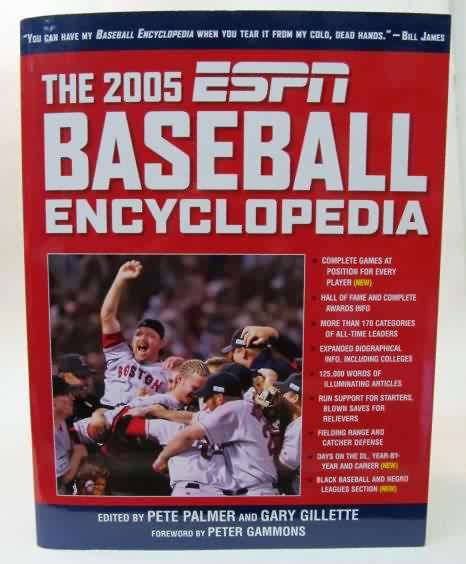 "You can have my Baseball Encyclopedia when you tear it from my cold, dead hands." —Bill James
THE 2005 ESPN
BASEBALL
ENCYCLOPEDIA
• COMPLETE GAMES AT
POSITION FOR EVERY
PLAYER (NEW)
• HALL OF FAME AND COMPLETE
AWARDS INFO
• MORE THAN 170 CATEGORIES
OF ALL-TIME LEADERS
• EXPANDED BIOGRAPHICAL
INFO, INCLUDING COLLEGES
• 125,000 WORDS OF
ILLUMINATING ARTICLES
• RUN SUPPORT FOR STARTERS,
BLOWN SAVES FOR
RELIEVERS
• FIELDING RANGE AND
CATCHER DEFENSE
• DAYS ON THE DL, YEAR-BY-
YEAR AND CAREER (NEW)
• BLACK BASEBALL AND NEGRO
LEAGUES SECTION (NEW)
BOSTON
EDITED BY PETE PALMER AND GARY GILLETTE
FOREWORD BY PETER GAMMONS